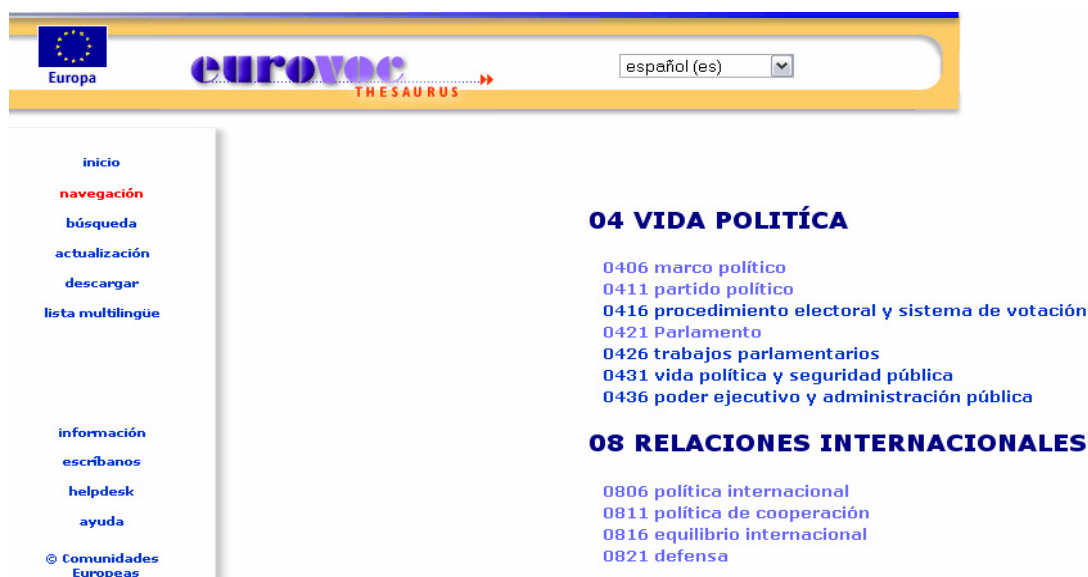 Europa
eurovoc
THESAURUS
español (es)
inicio
navegación
búsqueda
actualización
descargar
lista multilingüe
información
escríbanos
helpdesk
ayuda
© Comunidades
Europeas
04 VIDA POLITÍCA
0406 marco político
0411 partido político
0416 procedimiento electoral y sistema de votación
0421 Parlamento
0426 trabajos parlamentarios
0431 vida política y seguridad pública
0436 poder ejecutivo y administración pública
08 RELACIONES INTERNACIONALES
0806 política internacional
0811 política de cooperación
0816 equilibrio internacional
0821 defensa